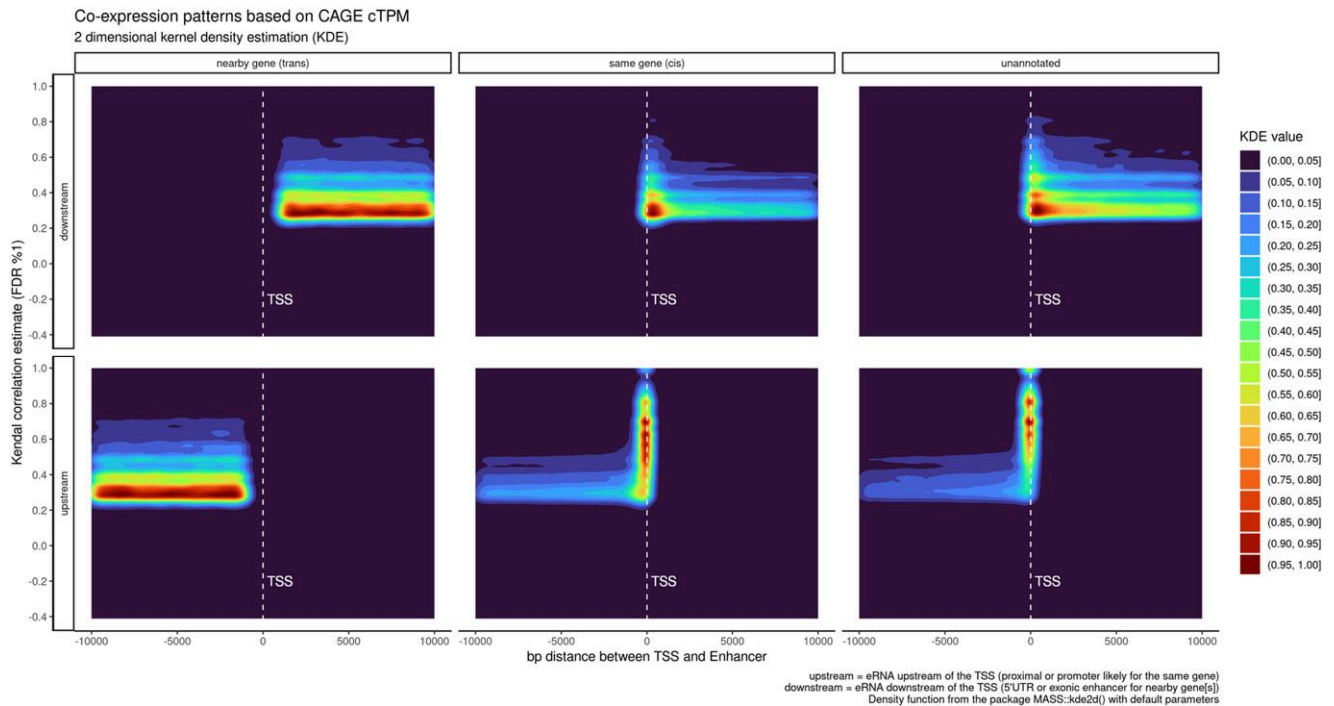 Co-expression patterns based on CAGE cTPM
2 dimensional kernel density estimation (KDE)
nearby gene (trans)
same gene (cis)
unannotated
Kendal correlation estimate (FDR %1)
downstream
1.0
0.8
0.6
0.4
0.2
0.0
-0.2
-0.4
TSS
TSS
TSS
upstream
1.0
0.8
0.6
0.4
0.2
0.0
-0.2
-0.4
TSS
TSS
TSS
-10000 -5000 0 5000 10000
-10000 -5000 0 5000 10000
-10000 -5000 0 5000 10000
bp distance between TSS and Enhancer
KDE value
(0.00, 0.05]
(0.05, 0.10]
(0.10, 0.15]
(0.15, 0.20]
(0.20, 0.25]
(0.25, 0.30]
(0.30, 0.35]
(0.35, 0.40]
(0.40, 0.45]
(0.45, 0.50]
(0.50, 0.55]
(0.55, 0.60]
(0.60, 0.65]
(0.65, 0.70]
(0.70, 0.75]
(0.75, 0.80]
(0.80, 0.85]
(0.85, 0.90]
(0.90, 0.95]
(0.95, 1.00]
upstream = eRNA upstream of the TSS (proximal or promoter likely for the same gene)
downstream = eRNA downstream of the TSS (5'UTR or exonic enhancer for nearby gene[s])
Density function from the package MASS::kde2d() with default parameters